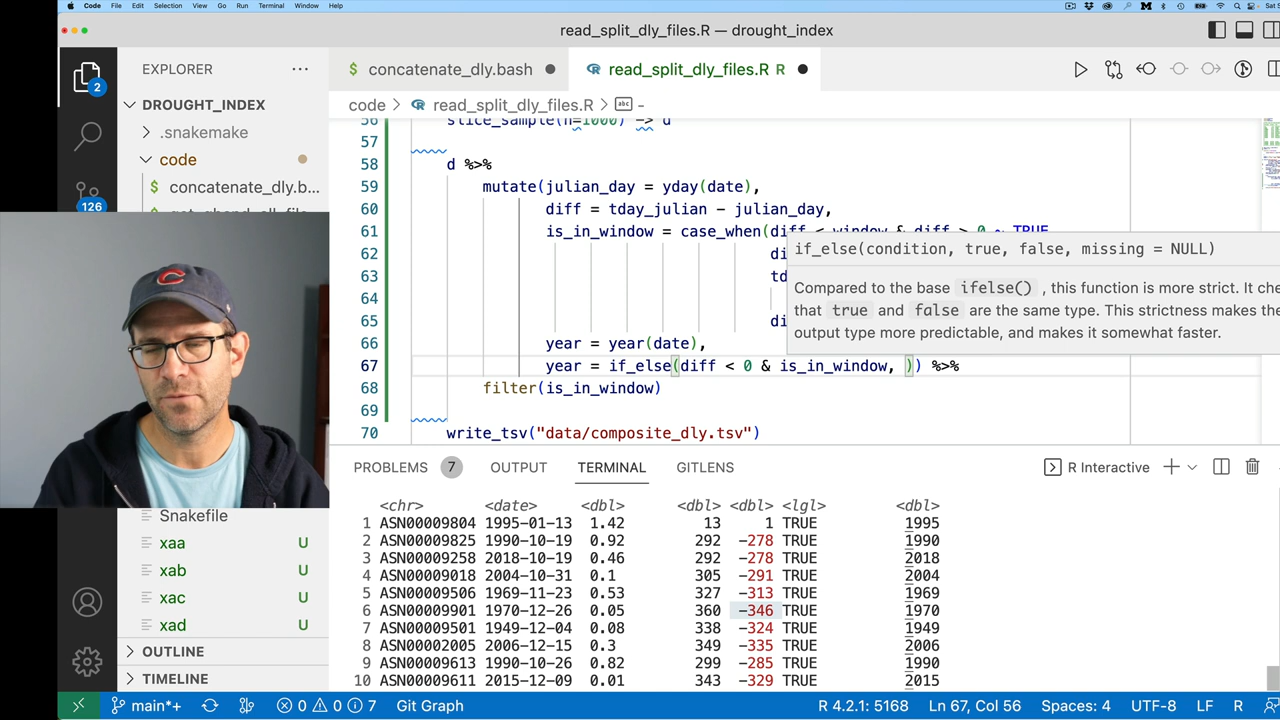 Code File Edit Selection View Go Run Terminal Window Help
read_split_dly_files.R — drought_index
EXPLORER
concatenate_dly.bash
read_split_dly_files.R R
DROUGHT_INDEX
code > read_split_dly_files.R > abc -
.snakemake
code
concatenate_dly.b...
2
126
56 slice_sample(n=1000) -> d
57
58 d %>%
59 mutate(julian_day = yday(date),
60 diff = tday_julian - julian_day,
61 is_in_window = case_when(diff < window & diff > 0 ~ TRUE
62 di
63 td
64
65 di
66 year = year(date),
67 year = if_else(diff < 0 & is_in_window, )) %>%
68 filter(is_in_window)
69
70 write_tsv("data/composite_dly.tsv")
if_else(condition, true, false, missing = NULL)
Compared to the base ifelse() , this function is more strict. It che
that true and false are the same type. This strictness makes the
output type more predictable, and makes it somewhat faster.
PROBLEMS 7 OUTPUT TERMINAL GITLENS
R Interactive
<chr> <date> <dbl> <dbl> <dbl> <lgl> <dbl>
1 ASN00009804 1995-01-13 1.42 13 1 TRUE 1995
2 ASN00009825 1990-10-19 0.92 292 -278 TRUE 1990
3 ASN00009258 2018-10-19 0.46 292 -278 TRUE 2018
4 ASN00009018 2004-10-31 0.1 305 -291 TRUE 2004
5 ASN00009506 1969-11-23 0.53 327 -313 TRUE 1969
6 ASN00009901 1970-12-26 0.05 360 -346 TRUE 1970
7 ASN00009501 1949-12-04 0.08 338 -324 TRUE 1949
8 ASN00002005 2006-12-15 0.3 349 -335 TRUE 2006
9 ASN00009613 1990-10-26 0.82 299 -285 TRUE 1990
10 ASN00009611 2015-12-09 0.01 343 -329 TRUE 2015
C
Snakefile
xaa U
xab U
xac U
xad U
OUTLINE
TIMELINE
main*+ 0 0 7 Git Graph R 4.2.1: 5168 Ln 67, Col 56 Spaces: 4 UTF-8 LF R